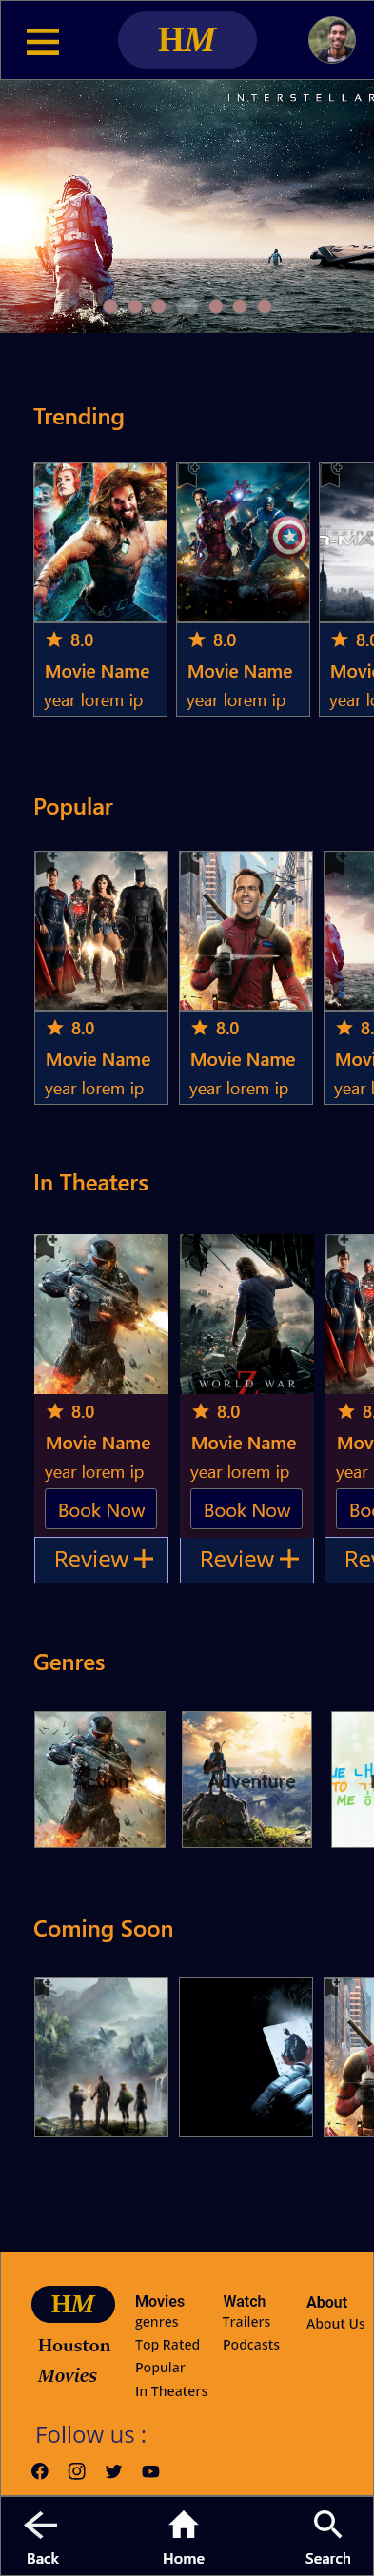 HM
INTERSTELLAR
Trending
8.0
8.0
8.0
Movie Name
Movie Name
Movie
year lorem ip
year lorem ip
year lo
Popular
8.0
8.0
8.
Movie Name
Movie Name
Movi
year lorem ip
year lorem ip
year l
In Theaters
WORLD WAR Z
8.0
8.0
8.
Movie Name
Movie Name
Mov
year lorem ip
year lorem ip
year
Book Now
Book Now
Boo
Review +
Review +
Rev
Genres
Action
Adventure
TO
ME
Coming Soon
HM
Houston
Movies
Movies
genres
Top Rated
Popular
In Theaters
Watch
Trailers
Podcasts
About
About Us
Follow us :
Back
Home
Search